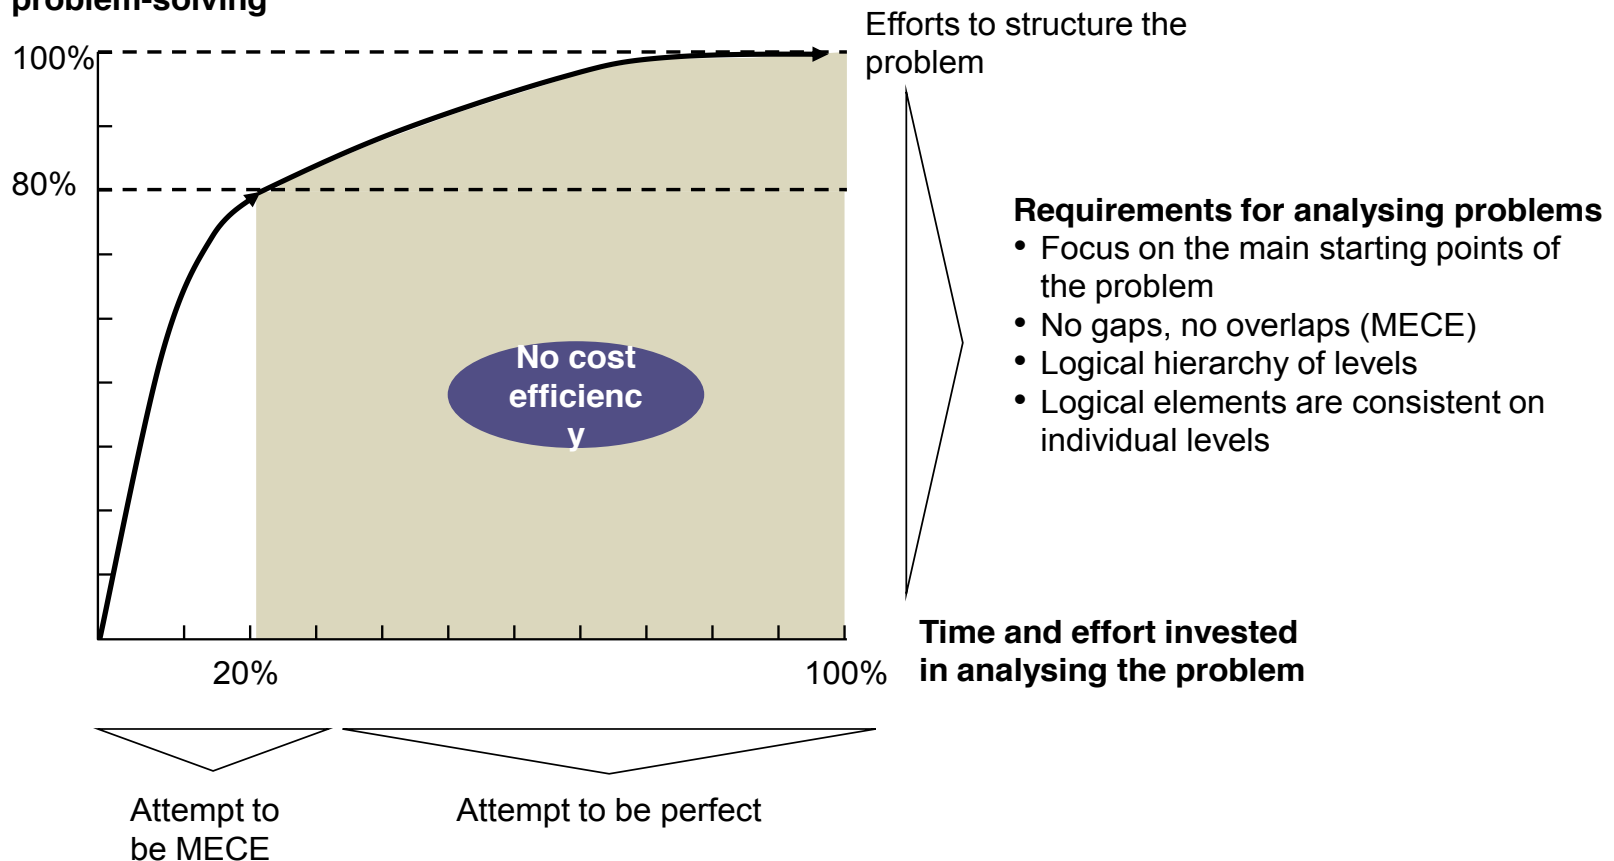 problem-solving
Efforts to structure the
problem
100%
80%
Requirements for analysing problems
• Focus on the main starting points of
the problem
• No gaps, no overlaps (MECE)
• Logical hierarchy of levels
• Logical elements are consistent on
individual levels
No cost
efficienc
y
Time and effort invested
in analysing the problem
20%
100%
Attempt to
be MECE
Attempt to be perfect